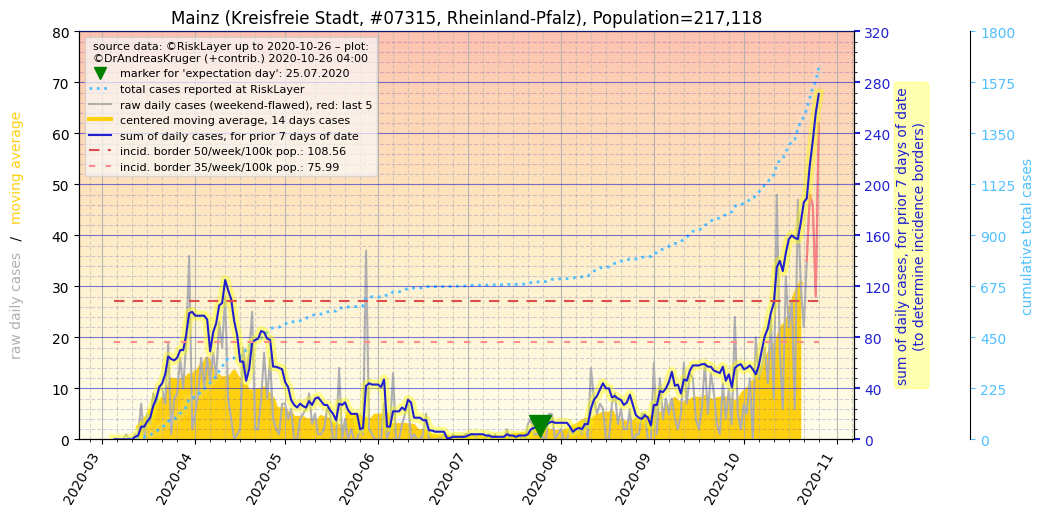 Mainz (Kreisfreie Stadt, #07315, Rheinland-Pfalz), Population=217,118
source data: ©RiskLayer up to 2020-10-26 – plot:
©DrAndreasKruger (+contrib.) 2020-10-26 04:00
marker for 'expectation day': 25.07.2020
total cases reported at RiskLayer
raw daily cases (weekend-flawed), red: last 5
centered moving average, 14 days cases
sum of daily cases, for prior 7 days of date
incid. border 50/week/100k pop.: 108.56
incid. border 35/week/100k pop.: 75.99
raw daily cases / moving average
80
70
60
50
40
30
20
10
0
320
280
240
200
160
120
80
40
0
sum of daily cases, for prior 7 days of date
(to determine incidence borders)
1800
1575
1350
1125
900
675
450
225
0
cumulative total cases
2020-03
2020-04
2020-05
2020-06
2020-07
2020-08
2020-09
2020-10
2020-11